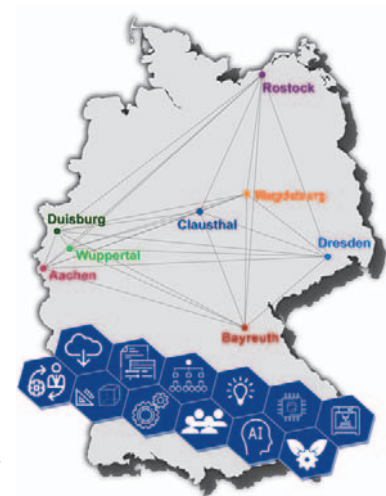 Rostock
Magdeburg
Duisburg
Clausthal
Wuppertal
Dresden
Aachen
Bayreuth
AI